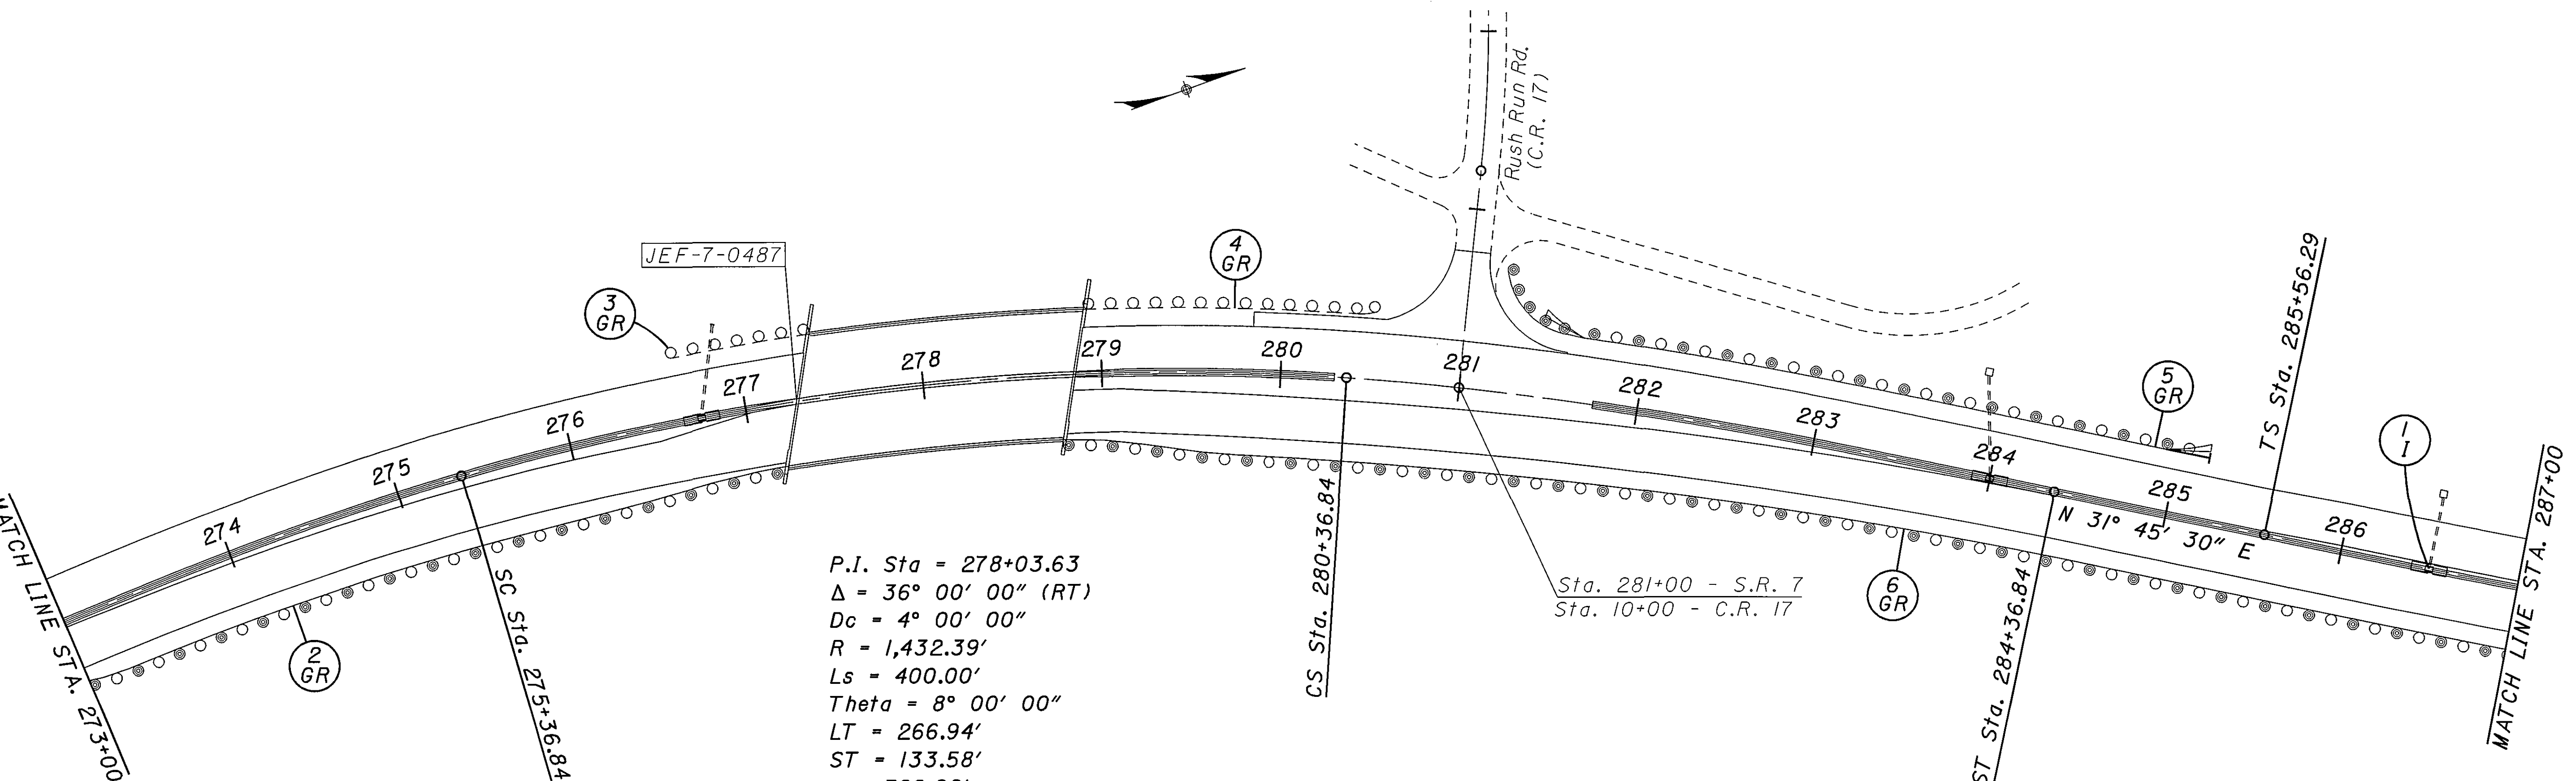 Rush Run Rd.
(C.R. 17)
JEF-7-0487
3
GR
4
GR
5
GR
1
I
2
GR
6
GR
274
275
276
277
278
279
280
281
282
283
284
285
286
MATCH LINE STA. 273+00
SC Sta. 275+36.84
CS Sta. 280+36.84
ST Sta. 284+36.84
TS Sta. 285+56.29
MATCH LINE STA. 287+00
N 31° 45′ 30″ E
Sta. 281+00 - S.R. 7
Sta. 10+00 - C.R. 17
P.I. Sta = 278+03.63
Δ = 36° 00′ 00″ (RT)
Dc = 4° 00′ 00″
R = 1,432.39′
Ls = 400.00′
Theta = 8° 00′ 00″
LT = 266.94′
ST = 133.58′